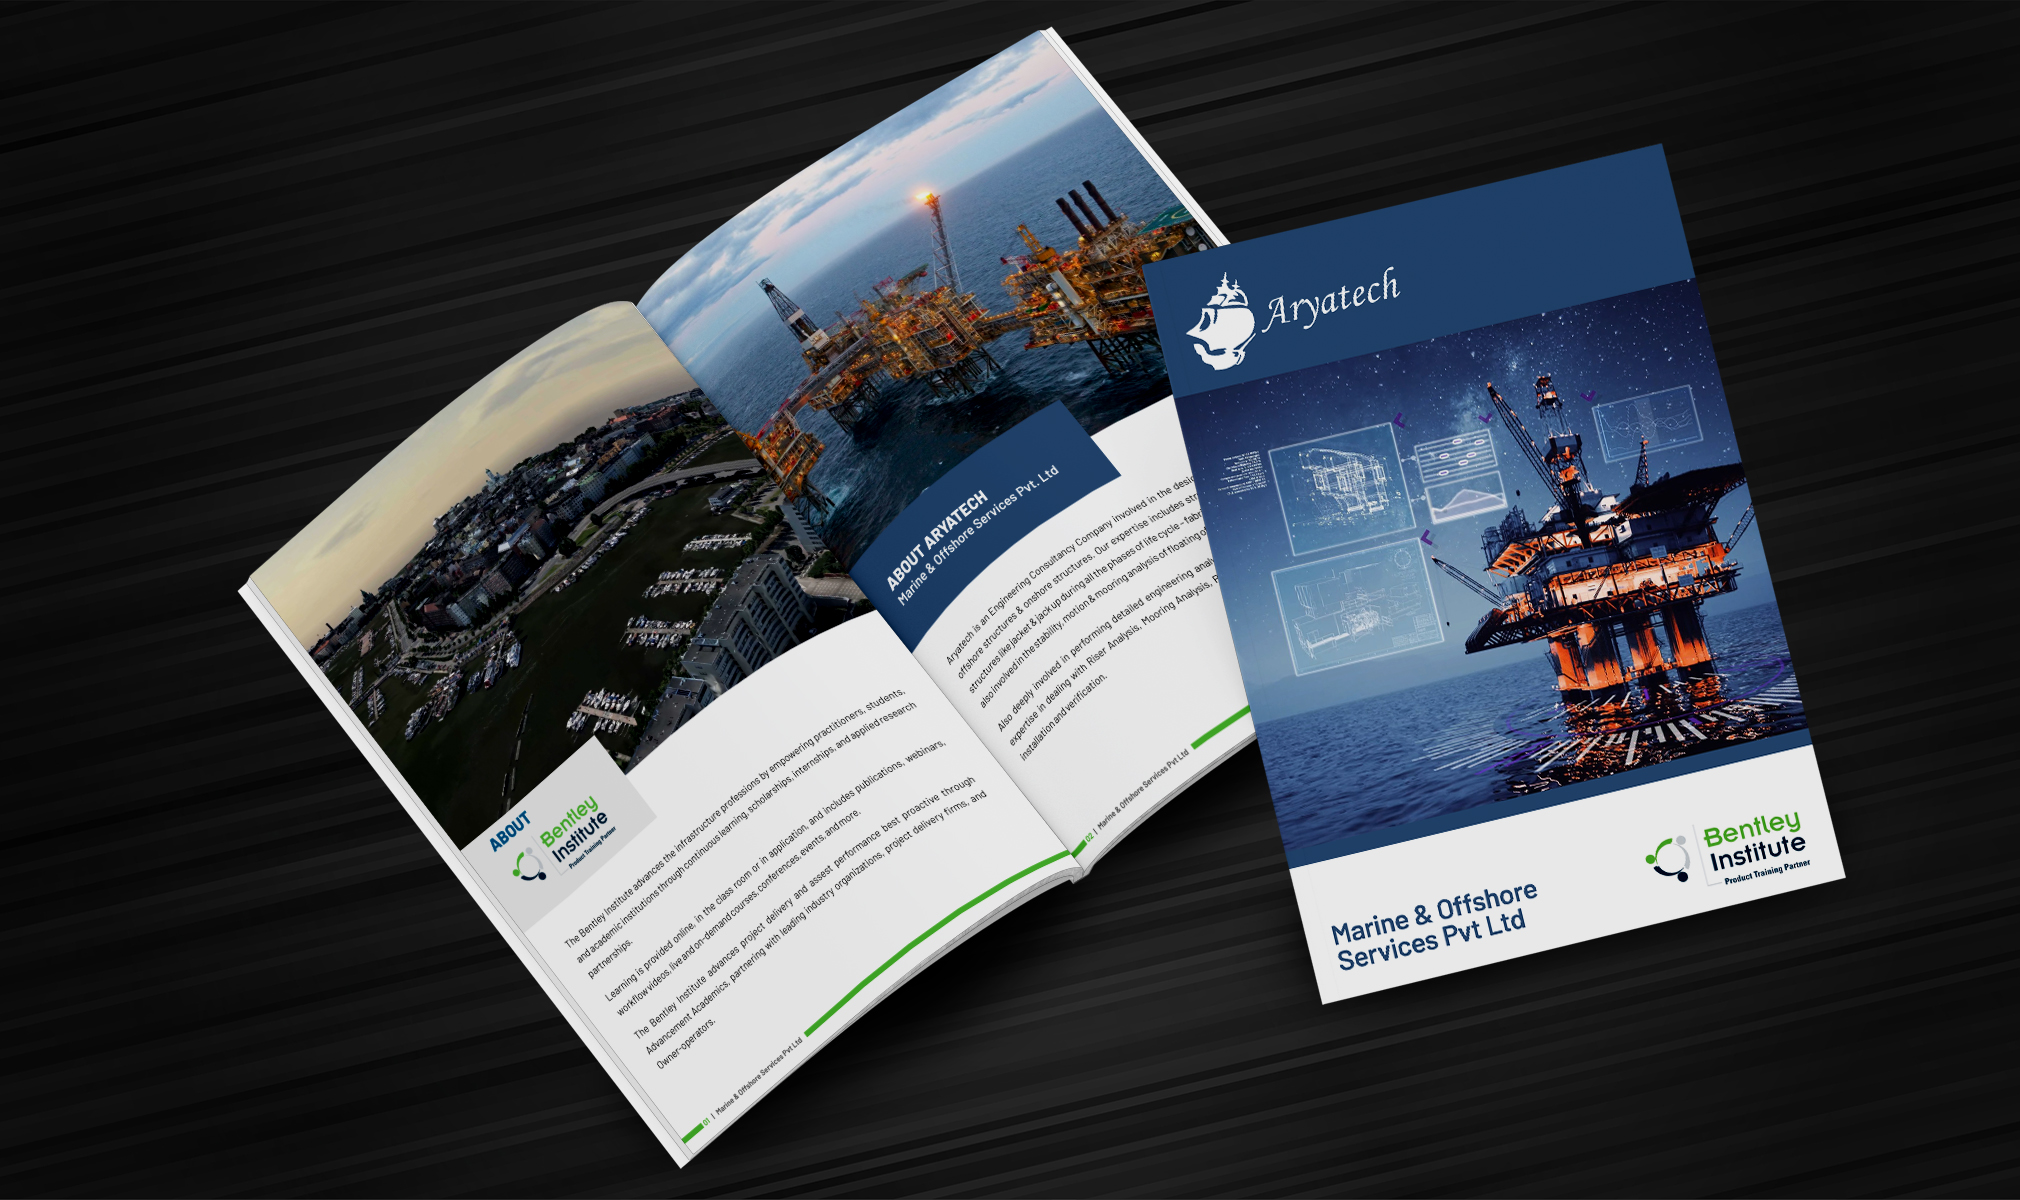 ABOUT
Bentley
Institute
Product Training Partner
The Bentley Institute advances the infrastructure professions by empowering practitioners, students,
and academic institutions through continuous learning, scholarships, internships, and applied research
partnerships.
Learning is provided online, in the class room or in application, and includes publications, webinars,
workflow videos, live and on-demand courses, conferences, events, and more.
The Bentley Institute advances project delivery and assest performance best proactive through
Advancement Academics, partnering with leading industry organizations, project delivery firms, and
Owner-operators.
01 | Marine & Offshore Services Pvt Ltd
ABOUT ARYATECH
Marine & Offshore Services Pvt. Ltd
Aryatech is an Engineering Consultancy Company involved in the
offshore structures & onshore structures. Our expertise includes
structures like jacket & jackup during all the phases of life cycle -
also involved in the stability, motion & mooring analysis of floating
Also deeply involved in performing detailed engineering
expertise in dealing with Riser Analysis, Mooring Analysis,
Installation and verification.
02 | Marine & Offshore Services Pvt Ltd
Aryatech
Marine & Offshore
Services Pvt Ltd
Bentley
Institute
Product Training Partner